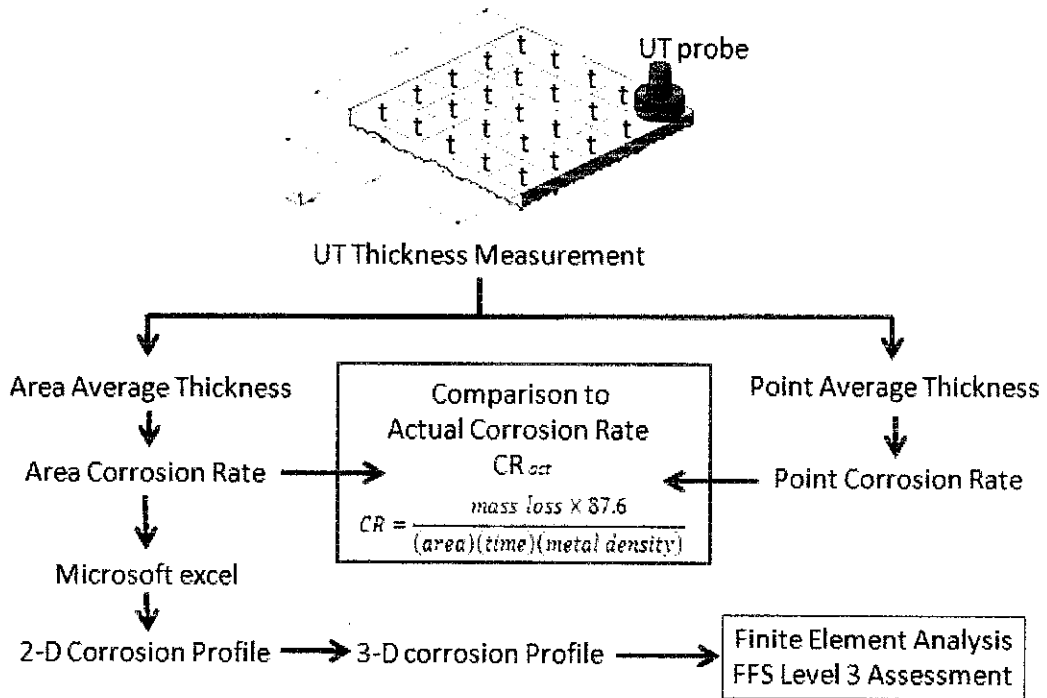 UT probe
t t t t t
t t t t t
t t t t t
t t t t t
t t t t t
UT Thickness Measurement
Area Average Thickness
Comparison to
Actual Corrosion Rate
CR act
CR = mass loss × 87.6 / (area)(time)(metal density)
Point Average Thickness
Area Corrosion Rate
Point Corrosion Rate
Microsoft excel
2-D Corrosion Profile
3-D corrosion Profile
Finite Element Analysis
FFS Level 3 Assessment